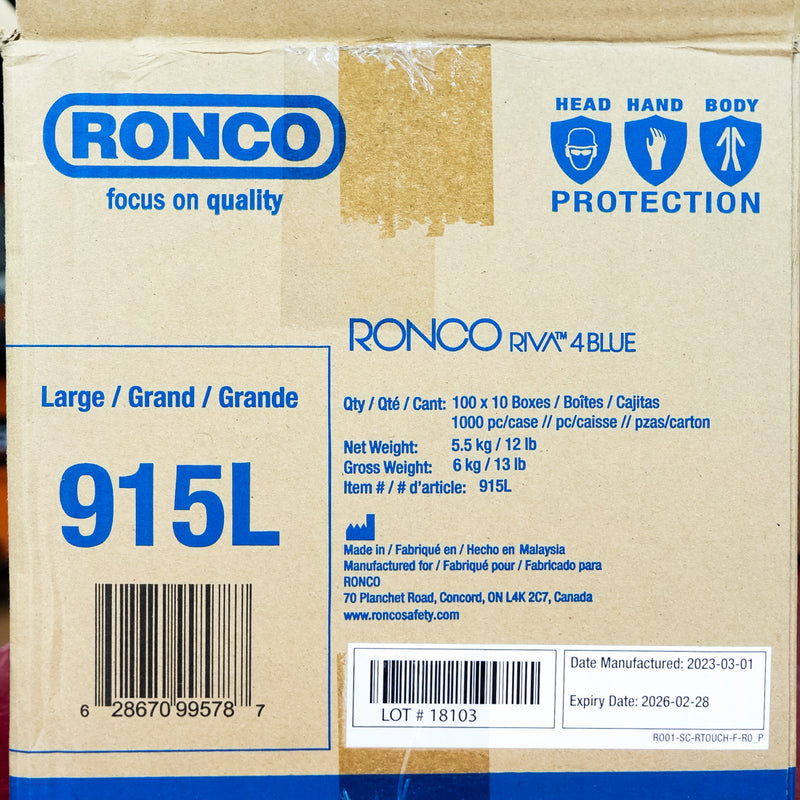 RONCO
focus on quality
HEAD HAND BODY
PROTECTION
RONCO RIVA™ 4 BLUE
Large / Grand / Grande
915L
6 28670 99578 7
Qty / Qté / Cant: 100 x 10 Boxes / Boîtes / Cajitas
1000 pc/case // pc/caisse // pzas/carton
Net Weight: 5.5 kg / 12 lb
Gross Weight: 6 kg / 13 lb
Item # / # d'article: 915L
Made in / Fabriqué en / Hecho en Malaysia
Manufactured for / Fabriqué pour / Fabricado para
RONCO
70 Planchet Road, Concord, ON L4K 2C7, Canada
www.roncosafety.com
LOT # 18103
Date Manufactured: 2023-03-01
Expiry Date: 2026-02-28
R001-SC-RTOUCH-F-R0_P